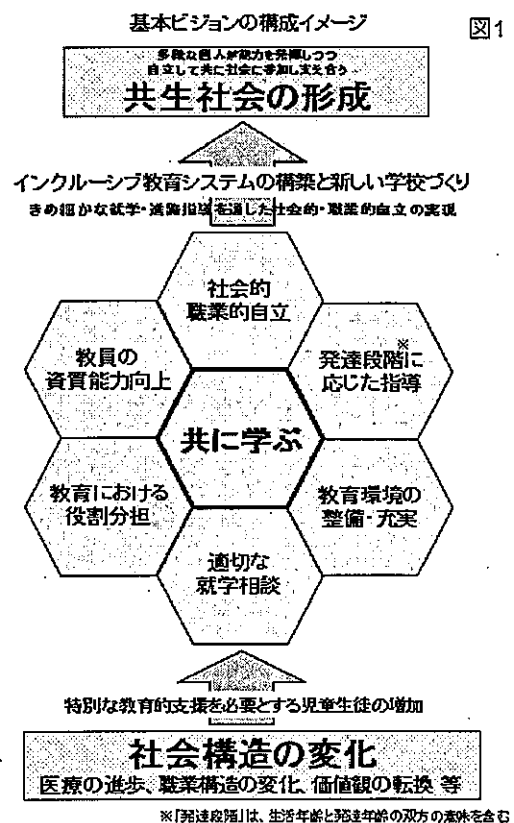 基本ビジョンの構成イメージ
図1
多様な個人が能力を発揮しつつ
自立して共に社会に参加し支え合う
共生社会の形成
インクルーシブ教育システムの構築と新しい学校づくり
きめ細かな就学・進路指導を通じた社会的・職業的自立の実現
社会的
職業的自立
教員の
資質能力向上
※
発達段階に
応じた指導
共に学ぶ
教育における
役割分担
教育環境の
整備・充実
適切な
就学相談
特別な教育的支援を必要とする児童生徒の増加
社会構造の変化
医療の進歩、職業構造の変化、価値観の転換 等
※「発達段階」は、生活年齢と発達年齢の双方の意味を含む